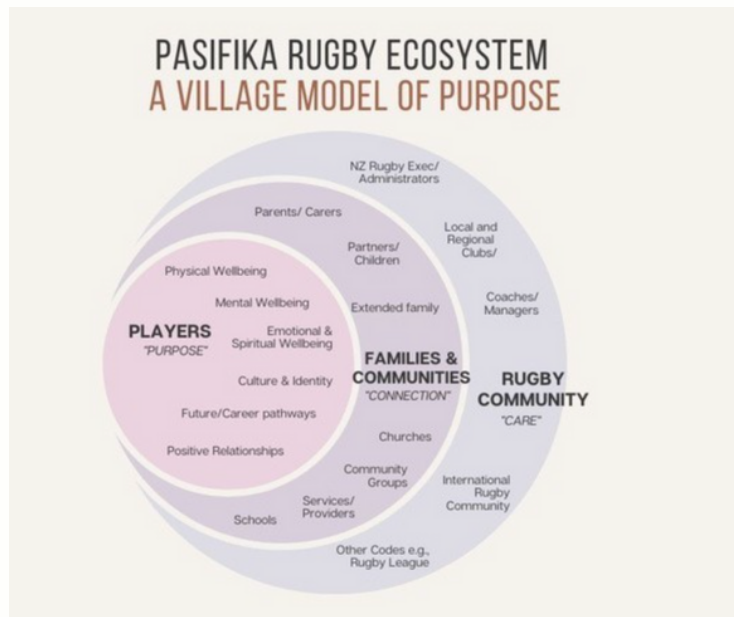 PASIFIKA RUGBY ECOSYSTEM
A VILLAGE MODEL OF PURPOSE
NZ Rugby Exec/
Administrators
Parents/ Carers
Local and
Regional
Clubs/
Partners/
Children
Physical Wellbeing
Mental Wellbeing
Extended family
Coaches/
Managers
PLAYERS
"PURPOSE"
Emotional &
Spiritual Wellbeing
FAMILIES &
COMMUNITIES
"CONNECTION"
RUGBY
COMMUNITY
"CARE"
Culture & Identity
Future/Career pathways
Positive Relationships
Churches
Community
Groups
Services/
Providers
Schools
International
Rugby
Community
Other Codes e.g.,
Rugby League